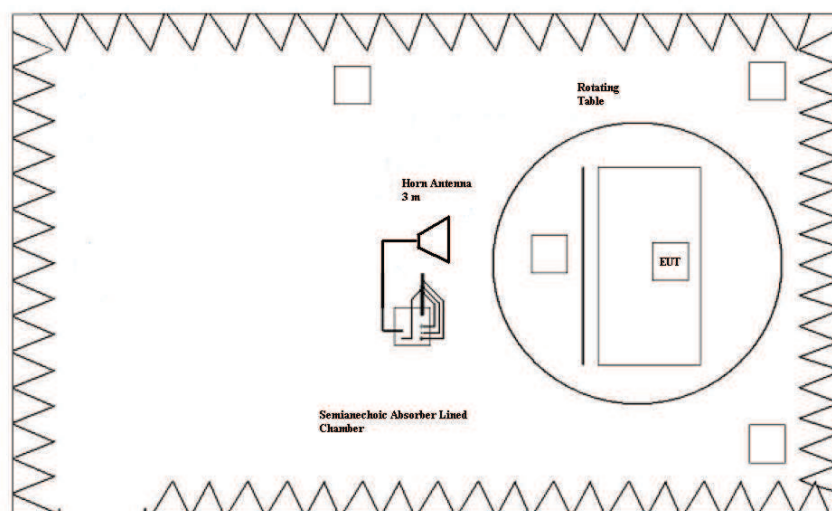 Rotating
Table
Horn Antenna
3 m
EUT
Semianechoic Absorber Lined
Chamber